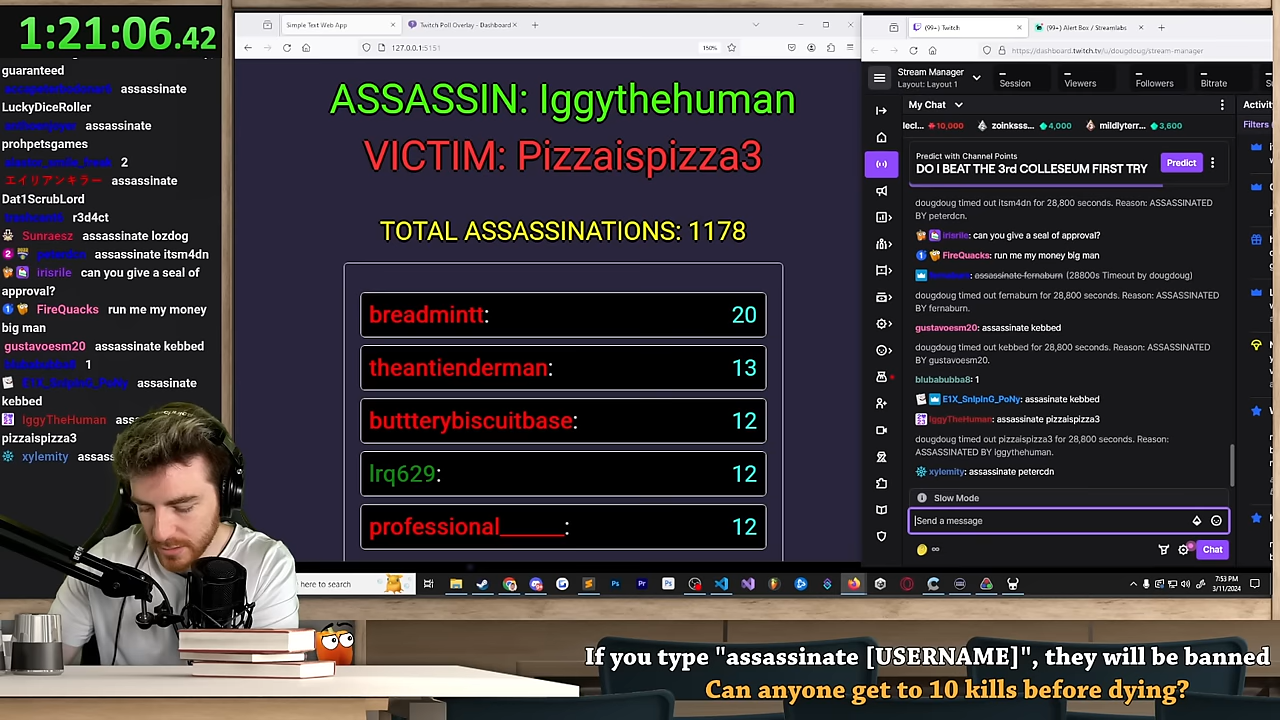 1:21:06.42
guaranteed
assassinate
LuckyDiceRoller
assassinate
prohpetsgames
2
エイリアンキラー assassinate
Dat1ScrubLord
r3d4ct
Sunraesz assassinate lozdog
assassinate itsm4dn
irisrile can you give a seal of
approval?
FireQuacks run me my money
big man
gustavoesm20 assassinate kebbed
1
E1X_SnIpInG_PoNy assasinate
kebbed
IggyTheHuman
pizzaispizza3
xylemity
Simple Text Web App
Twitch Poll Overlay - Dashboard
127.0.0.1:5151
150%
ASSASSIN: Iggythehuman
VICTIM: Pizzaispizza3
TOTAL ASSASSINATIONS: 1178
breadmintt: 20
theantienderman: 13
buttterybiscuitbase: 12
lrq629: 12
professional______: 12
(99+) Twitch
(99+) Alert Box / Streamlabs
https://dashboard.twitch.tv/u/dougdoug/stream-manager
Stream Manager
Layout: Layout 1
Session
Viewers
Followers
Bitrate
My Chat
10,000 zoinksss... 4,000 mildlyterr... 3,600
Predict with Channel Points
DO I BEAT THE 3rd COLLESEUM FIRST TRY
Predict
dougdoug timed out itsm4dn for 28,800 seconds. Reason: ASSASSINATED
BY peterdcn.
irisrile: can you give a seal of approval?
FireQuacks: run me my money big man
fernaburn: assassinate fernaburn (28800s Timeout by dougdoug)
dougdoug timed out fernaburn for 28,800 seconds. Reason: ASSASSINATED
BY fernaburn.
gustavoesm20: assassinate kebbed
dougdoug timed out kebbed for 28,800 seconds. Reason: ASSASSINATED
BY gustavoesm20.
blubabubba8: 1
E1X_SnIpInG_PoNy: assasinate kebbed
IggyTheHuman: assassinate pizzaispizza3
dougdoug timed out pizzaispizza3 for 28,800 seconds. Reason:
ASSASSINATED BY iggythehuman.
xylemity: assassinate petercdn
Slow Mode
Send a message
Chat
here to search
7:53 PM
3/11/2024
If you type "assassinate [USERNAME]", they will be banned
Can anyone get to 10 kills before dying?